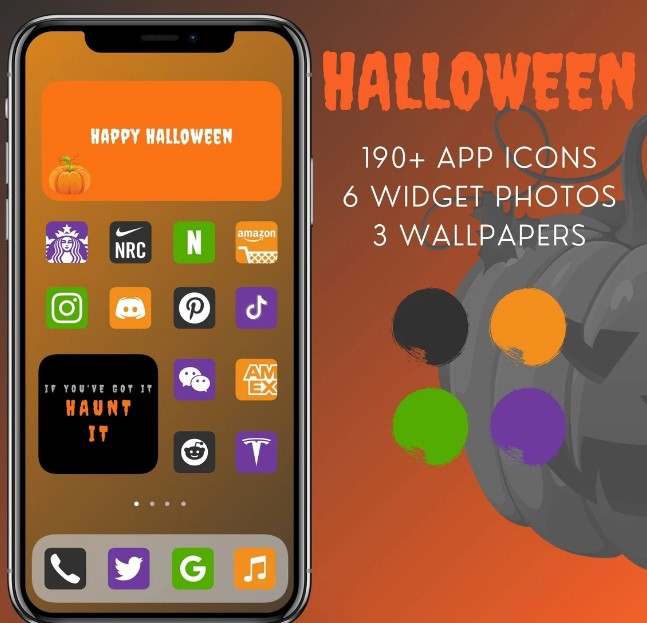 HAPPY HALLOWEEN
NRC
N
amazon
IF YOU'VE GOT IT
HAUNT
IT
AM
EX
G
HALLOWEEN
190+ APP ICONS
6 WIDGET PHOTOS
3 WALLPAPERS